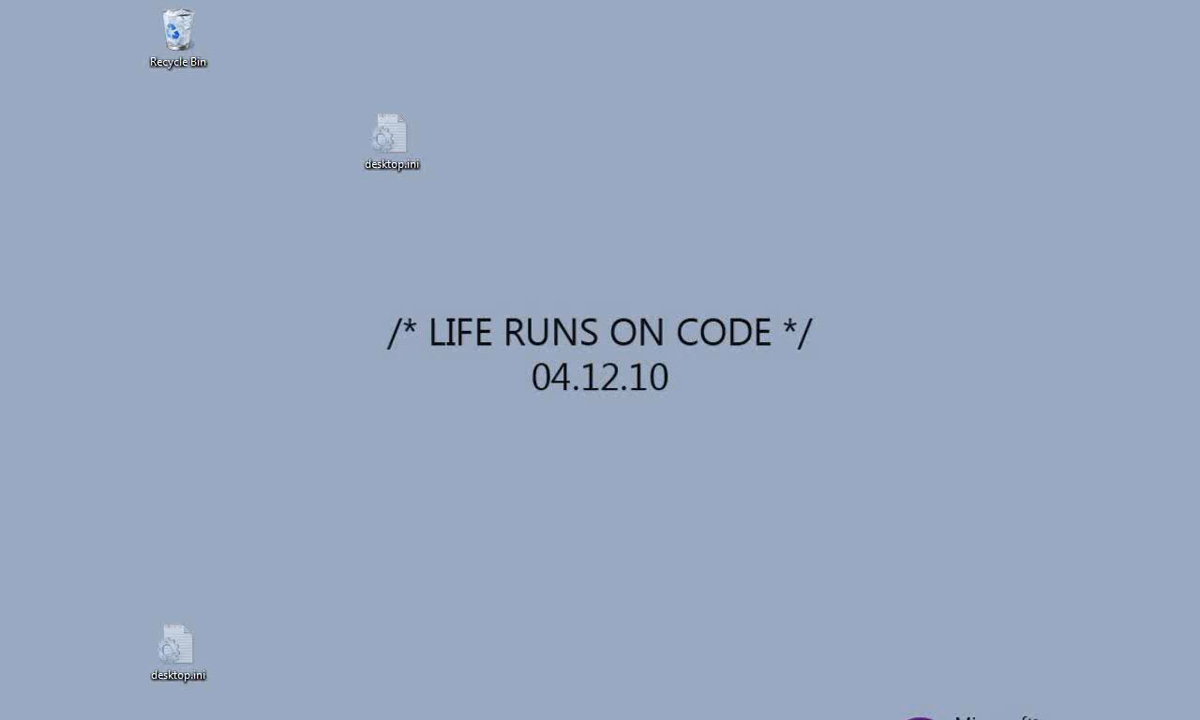 Recycle Bin
desktop.ini
/* LIFE RUNS ON CODE */
04.12.10
desktop.ini